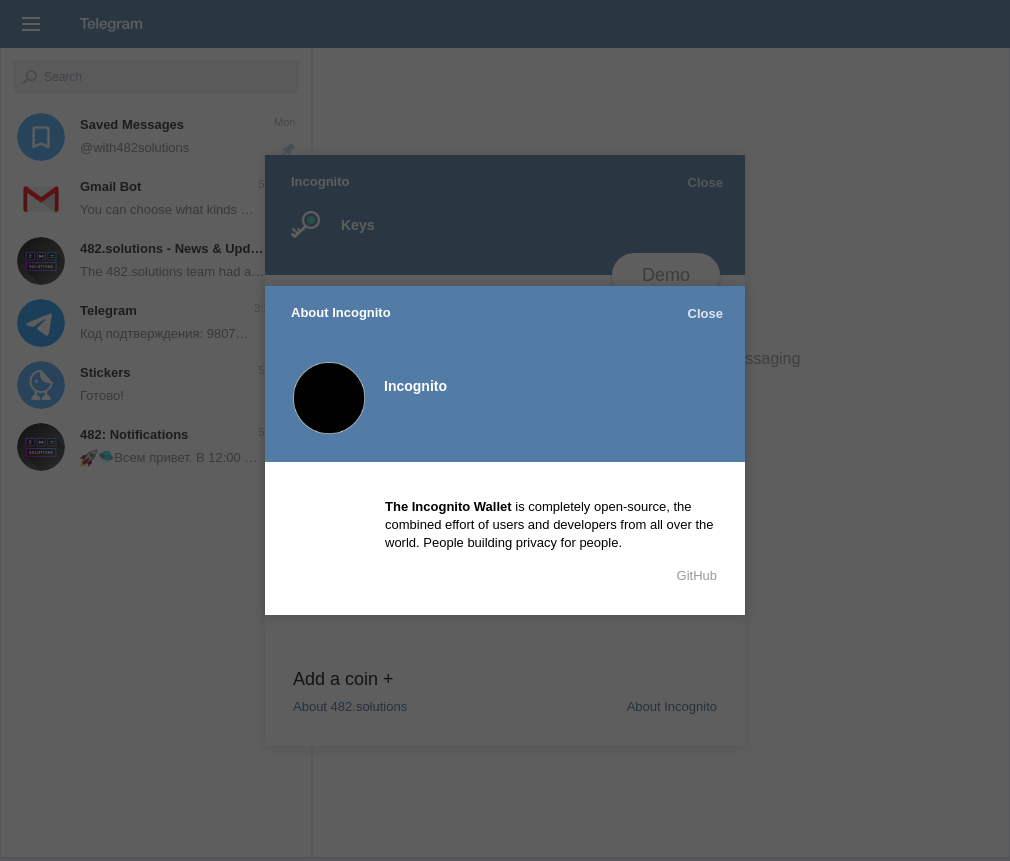 Telegram
Search
Saved Messages
Mon
@with482solutions
Gmail Bot
5
You can choose what kinds …
482.solutions - News & Upd…
The 482.solutions team had a…
Telegram
3:
Код подтверждения: 9807…
Stickers
5
Готово!
482: Notifications
5
🚀🛸Всем привет. В 12:00 …
Incognito
Close
Keys
Demo
About Incognito
Close
ssaging
Incognito
The Incognito Wallet is completely open-source, the
combined effort of users and developers from all over the
world. People building privacy for people.
GitHub
Add a coin +
About 482.solutions
About Incognito